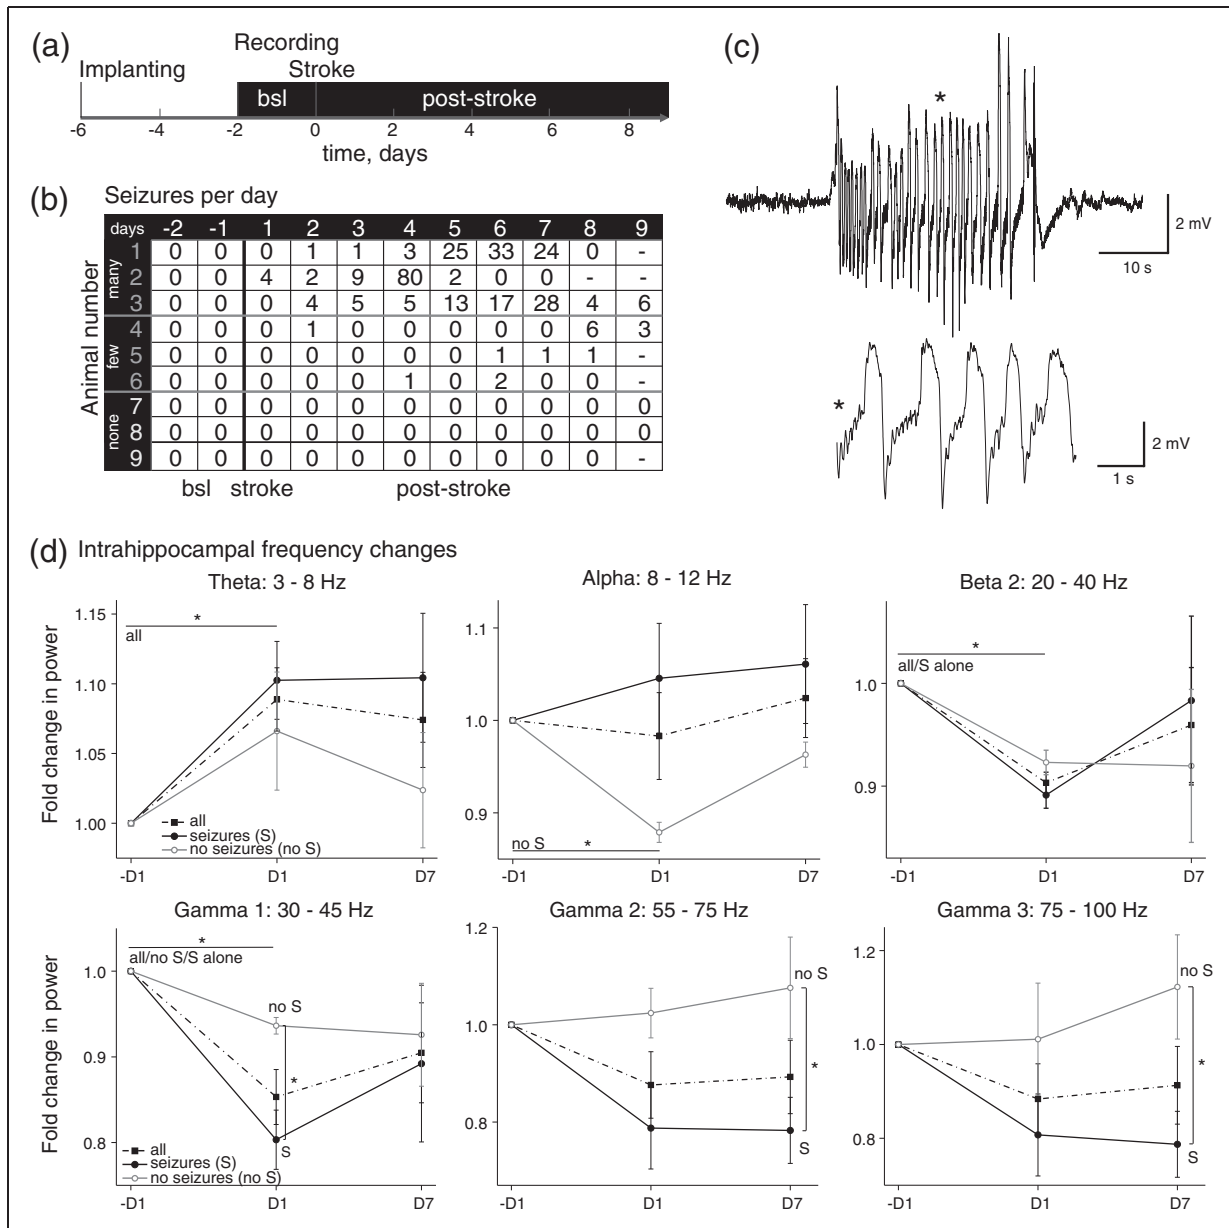 (a)
Recording
Implanting Stroke
bsl post-stroke
-6 -4 -2 0 2 4 6 8
time, days
(b) Seizures per day
days -2 -1 1 2 3 4 5 6 7 8 9
Animal number
many
1 0 0 0 1 1 3 25 33 24 0 -
2 0 0 4 2 9 80 2 0 0 - -
3 0 0 0 4 5 5 13 17 28 4 6
few
4 0 0 0 1 0 0 0 0 0 6 3
5 0 0 0 0 0 0 0 1 1 1 -
6 0 0 0 0 0 1 0 2 0 0 -
none
7 0 0 0 0 0 0 0 0 0 0 0
8 0 0 0 0 0 0 0 0 0 0 0
9 0 0 0 0 0 0 0 0 0 0 -
bsl stroke post-stroke
(c)
*
2 mV
10 s
*
2 mV
1 s
(d) Intrahippocampal frequency changes
Theta: 3 - 8 Hz
Fold change in power
1.15
1.10
1.05
1.00
*
all
all
seizures (S)
no seizures (no S)
-D1 D1 D7
Alpha: 8 - 12 Hz
1.1
1.0
0.9
no S *
-D1 D1 D7
Beta 2: 20 - 40 Hz
1.0
0.9
*
all/S alone
-D1 D1 D7
Gamma 1: 30 - 45 Hz
Fold change in power
1.0
0.9
0.8
*
all/no S/S alone
no S
*
S
all
seizures (S)
no seizures (no S)
-D1 D1 D7
Gamma 2: 55 - 75 Hz
1.2
1.0
0.8
no S
*
S
-D1 D1 D7
Gamma 3: 75 - 100 Hz
1.2
1.0
0.8
no S
*
S
-D1 D1 D7